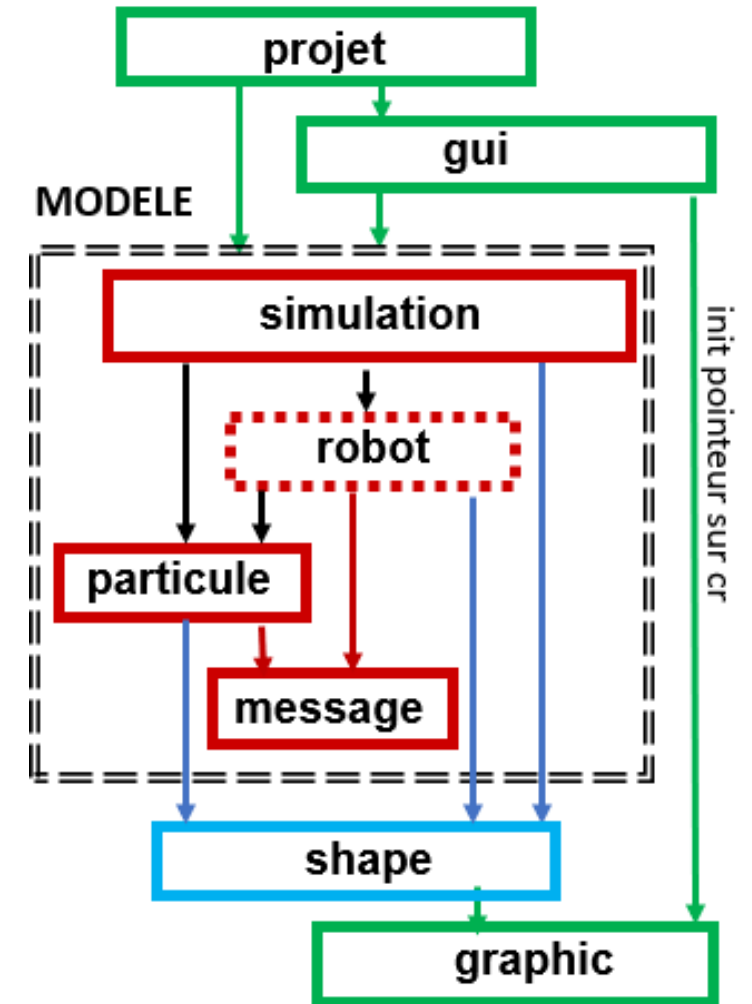 projet
gui
MODELE
simulation
init pointeur sur cr
robot
particule
message
shape
graphic